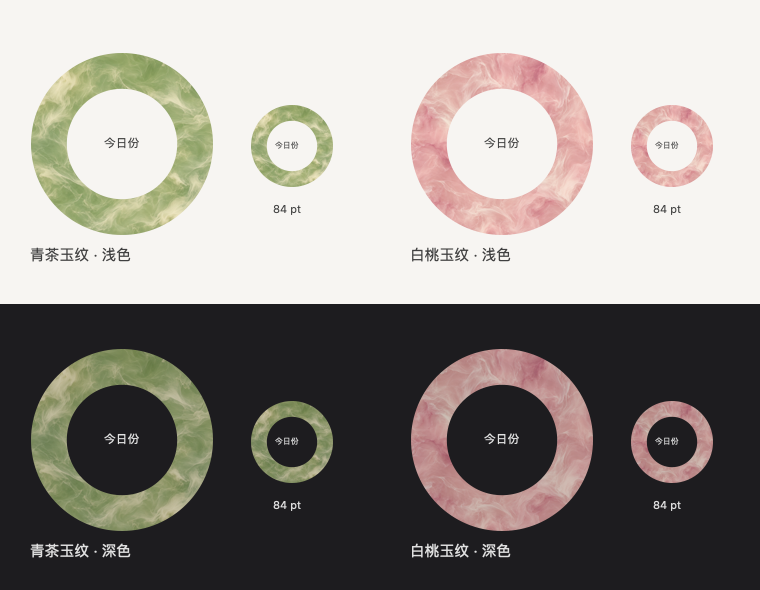 今日份
今日份
84 pt
青茶玉纹 · 浅色
今日份
今日份
84 pt
白桃玉纹 · 浅色
今日份
今日份
84 pt
青茶玉纹 · 深色
今日份
今日份
84 pt
白桃玉纹 · 深色